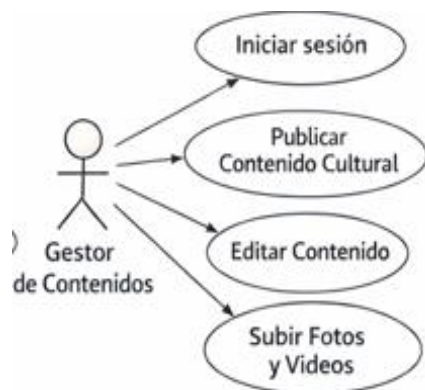 Iniciar sesión
Publicar
Contenido Cultural
Gestor
de Contenidos
Editar Contenido
Subir Fotos
y Videos